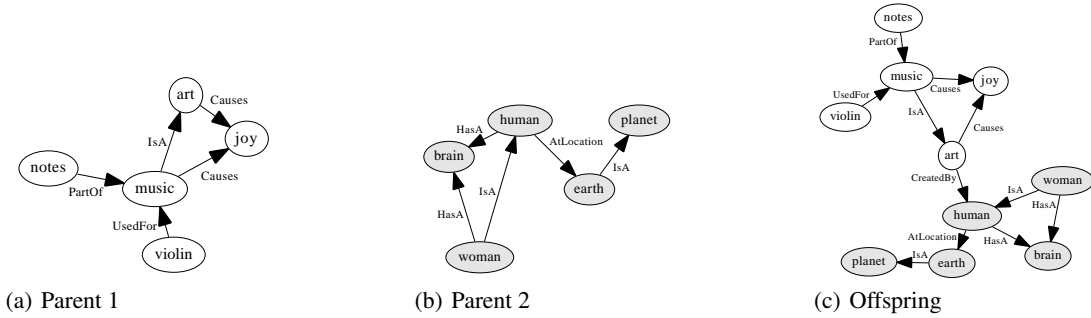 art
Causes
joy
IsA
notes
PartOf
music
Causes
UsedFor
violin
(a) Parent 1
human
planet
HasA
AtLocation
brain
IsA
IsA
earth
HasA
woman
(b) Parent 2
notes
PartOf
music
Causes
joy
UsedFor
IsA
violin
Causes
art
CreatedBy
woman
IsA
HasA
human
AtLocation
HasA
planet
IsA
earth
brain
(c) Offspring